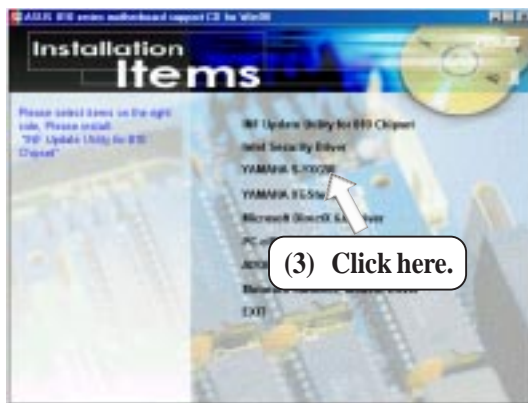 ASUS 810 series motherboard support CD for Win98
Installation
Items
Please select items on the right
side, Please install
"INF Update Utility for 810
Chipset"
INF Update Utility for 810 Chipset
Intel Security Driver
YAMAHA
YAMAHA
Microsoft DirectX
(3) Click here.
EXIT